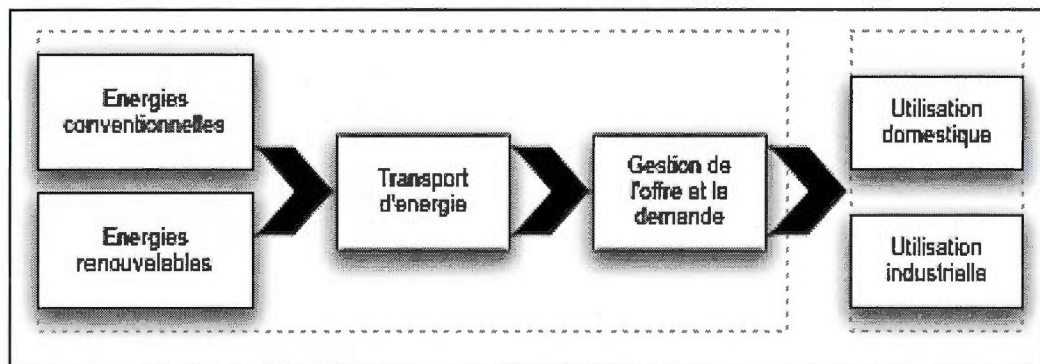 Energies
conventionnelles
Energies
renouvelables
Transport
d'energie
Gestion de
l'offre et la
demande
Utilisation
domestique
Utilisation
industrielle